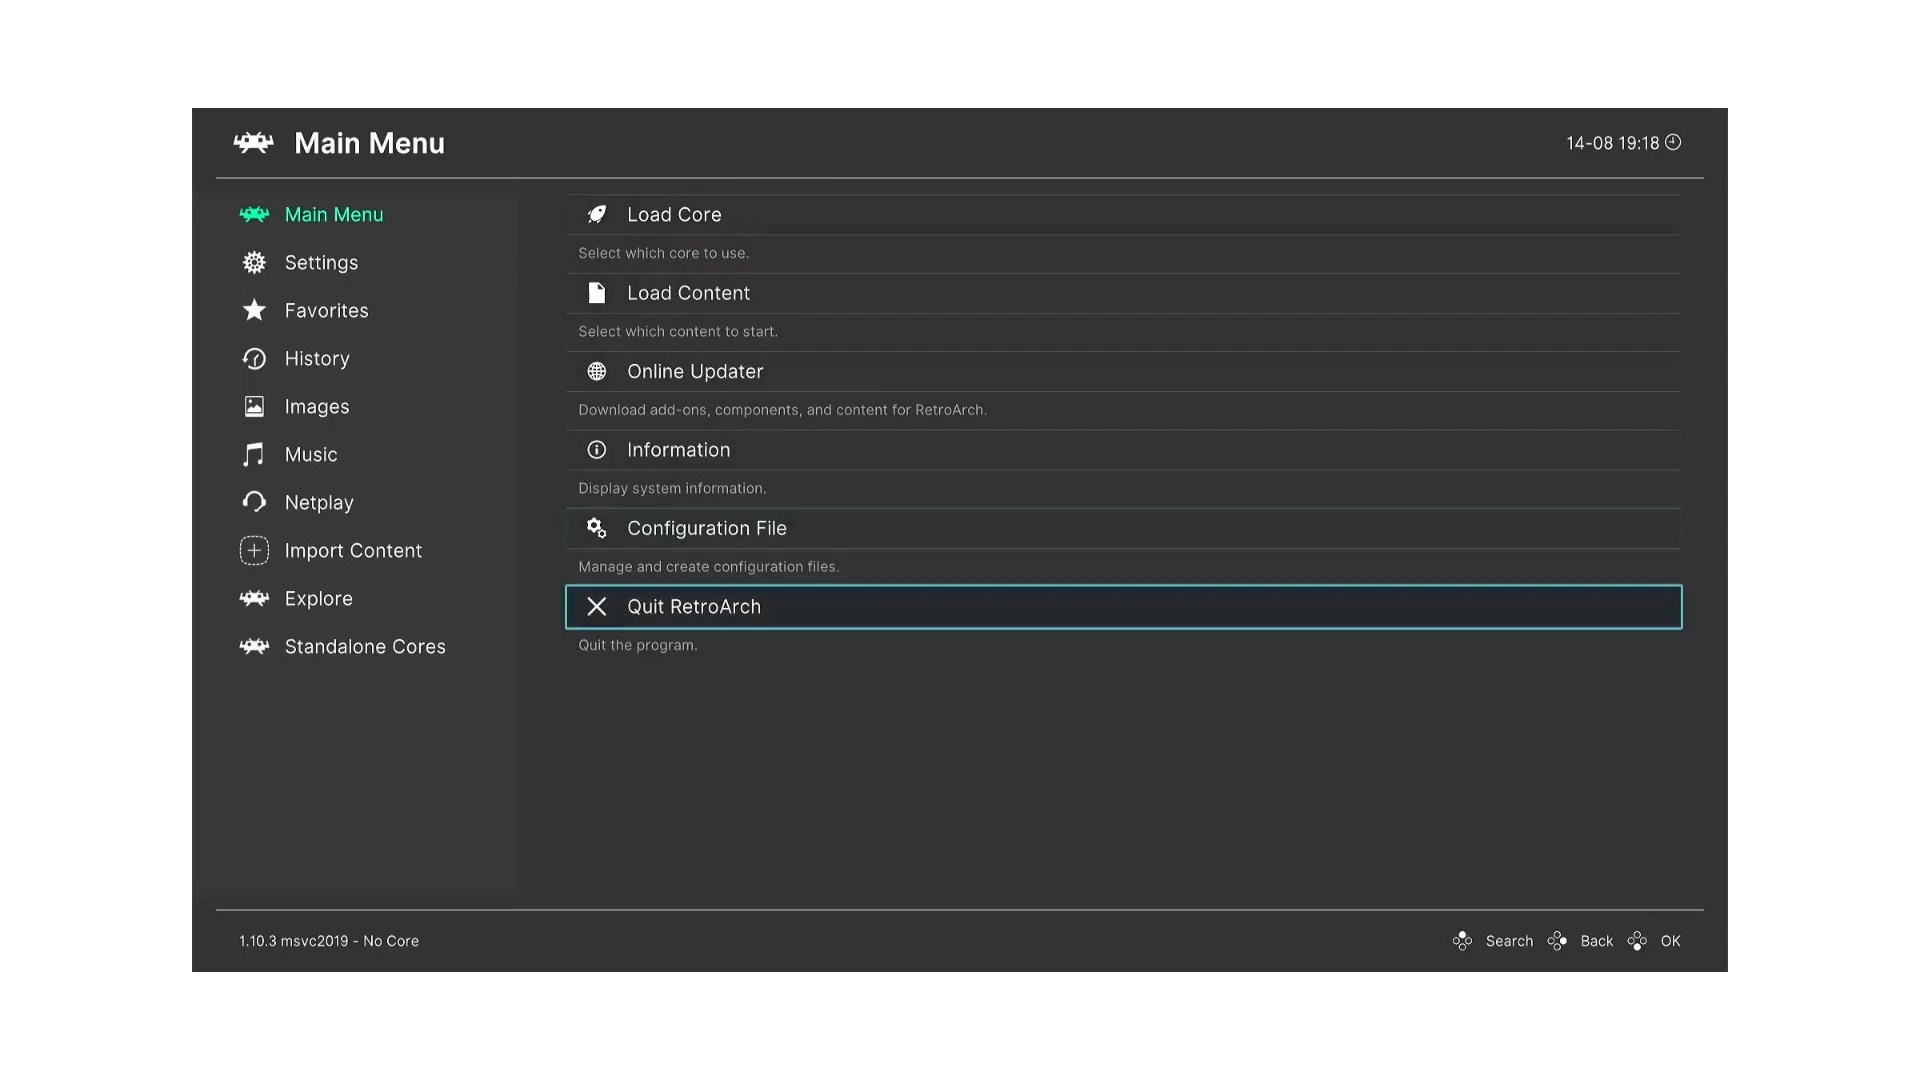 Main Menu
14-08 19:18
Main Menu
Settings
Favorites
History
Images
Music
Netplay
Import Content
Explore
Standalone Cores
Load Core
Select which core to use.
Load Content
Select which content to start.
Online Updater
Download add-ons, components, and content for RetroArch.
Information
Display system information.
Configuration File
Manage and create configuration files.
Quit RetroArch
Quit the program.
1.10.3 msvc2019 - No Core
Search Back OK